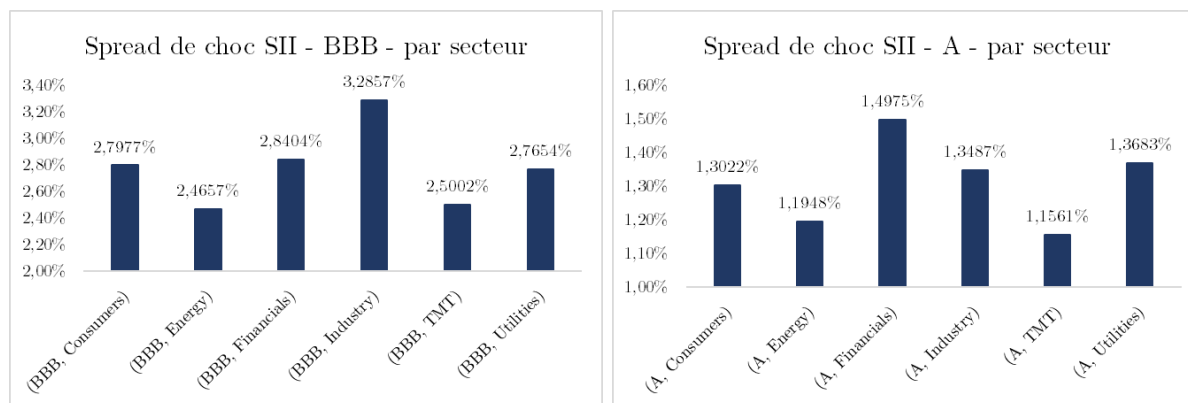 Spread de choc SII - BBB - par secteur
3,40%
3,20%
3,00%
2,80%
2,60%
2,40%
2,20%
2,00%
2,7977%
2,4657%
2,8404%
3,2857%
2,5002%
2,7654%
(BBB, Consumers)
(BBB, Energy)
(BBB, Financials)
(BBB, Industry)
(BBB, TMT)
(BBB, Utilities)
Spread de choc SII - A - par secteur
1,60%
1,50%
1,40%
1,30%
1,20%
1,10%
1,00%
1,3022%
1,1948%
1,4975%
1,3487%
1,1561%
1,3683%
(A, Consumers)
(A, Energy)
(A, Financials)
(A, Industry)
(A, TMT)
(A, Utilities)